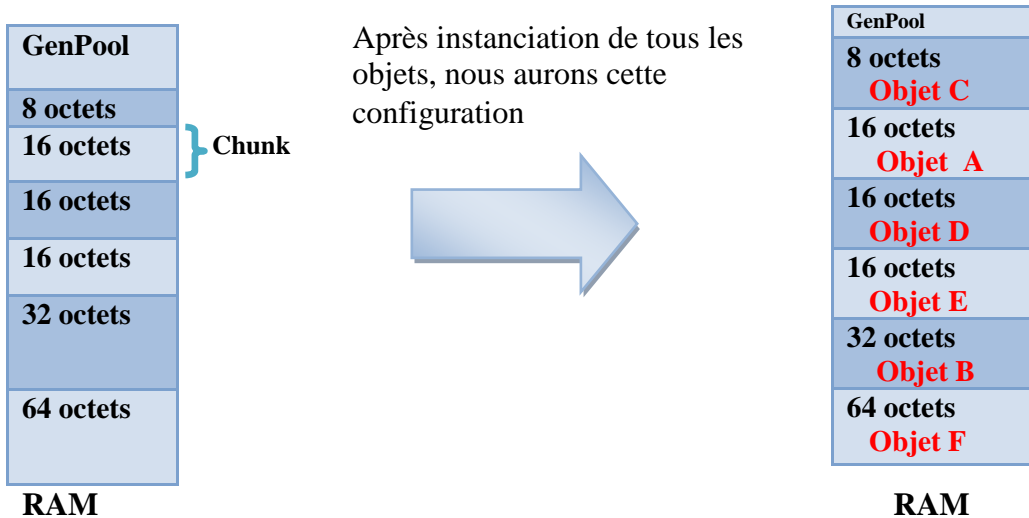 GenPool
8 octets
16 octets
16 octets
16 octets
32 octets
64 octets
RAM
Chunk
Après instanciation de tous les
objets, nous aurons cette
configuration
GenPool
8 octets
Objet C
16 octets
Objet A
16 octets
Objet D
16 octets
Objet E
32 octets
Objet B
64 octets
Objet F
RAM